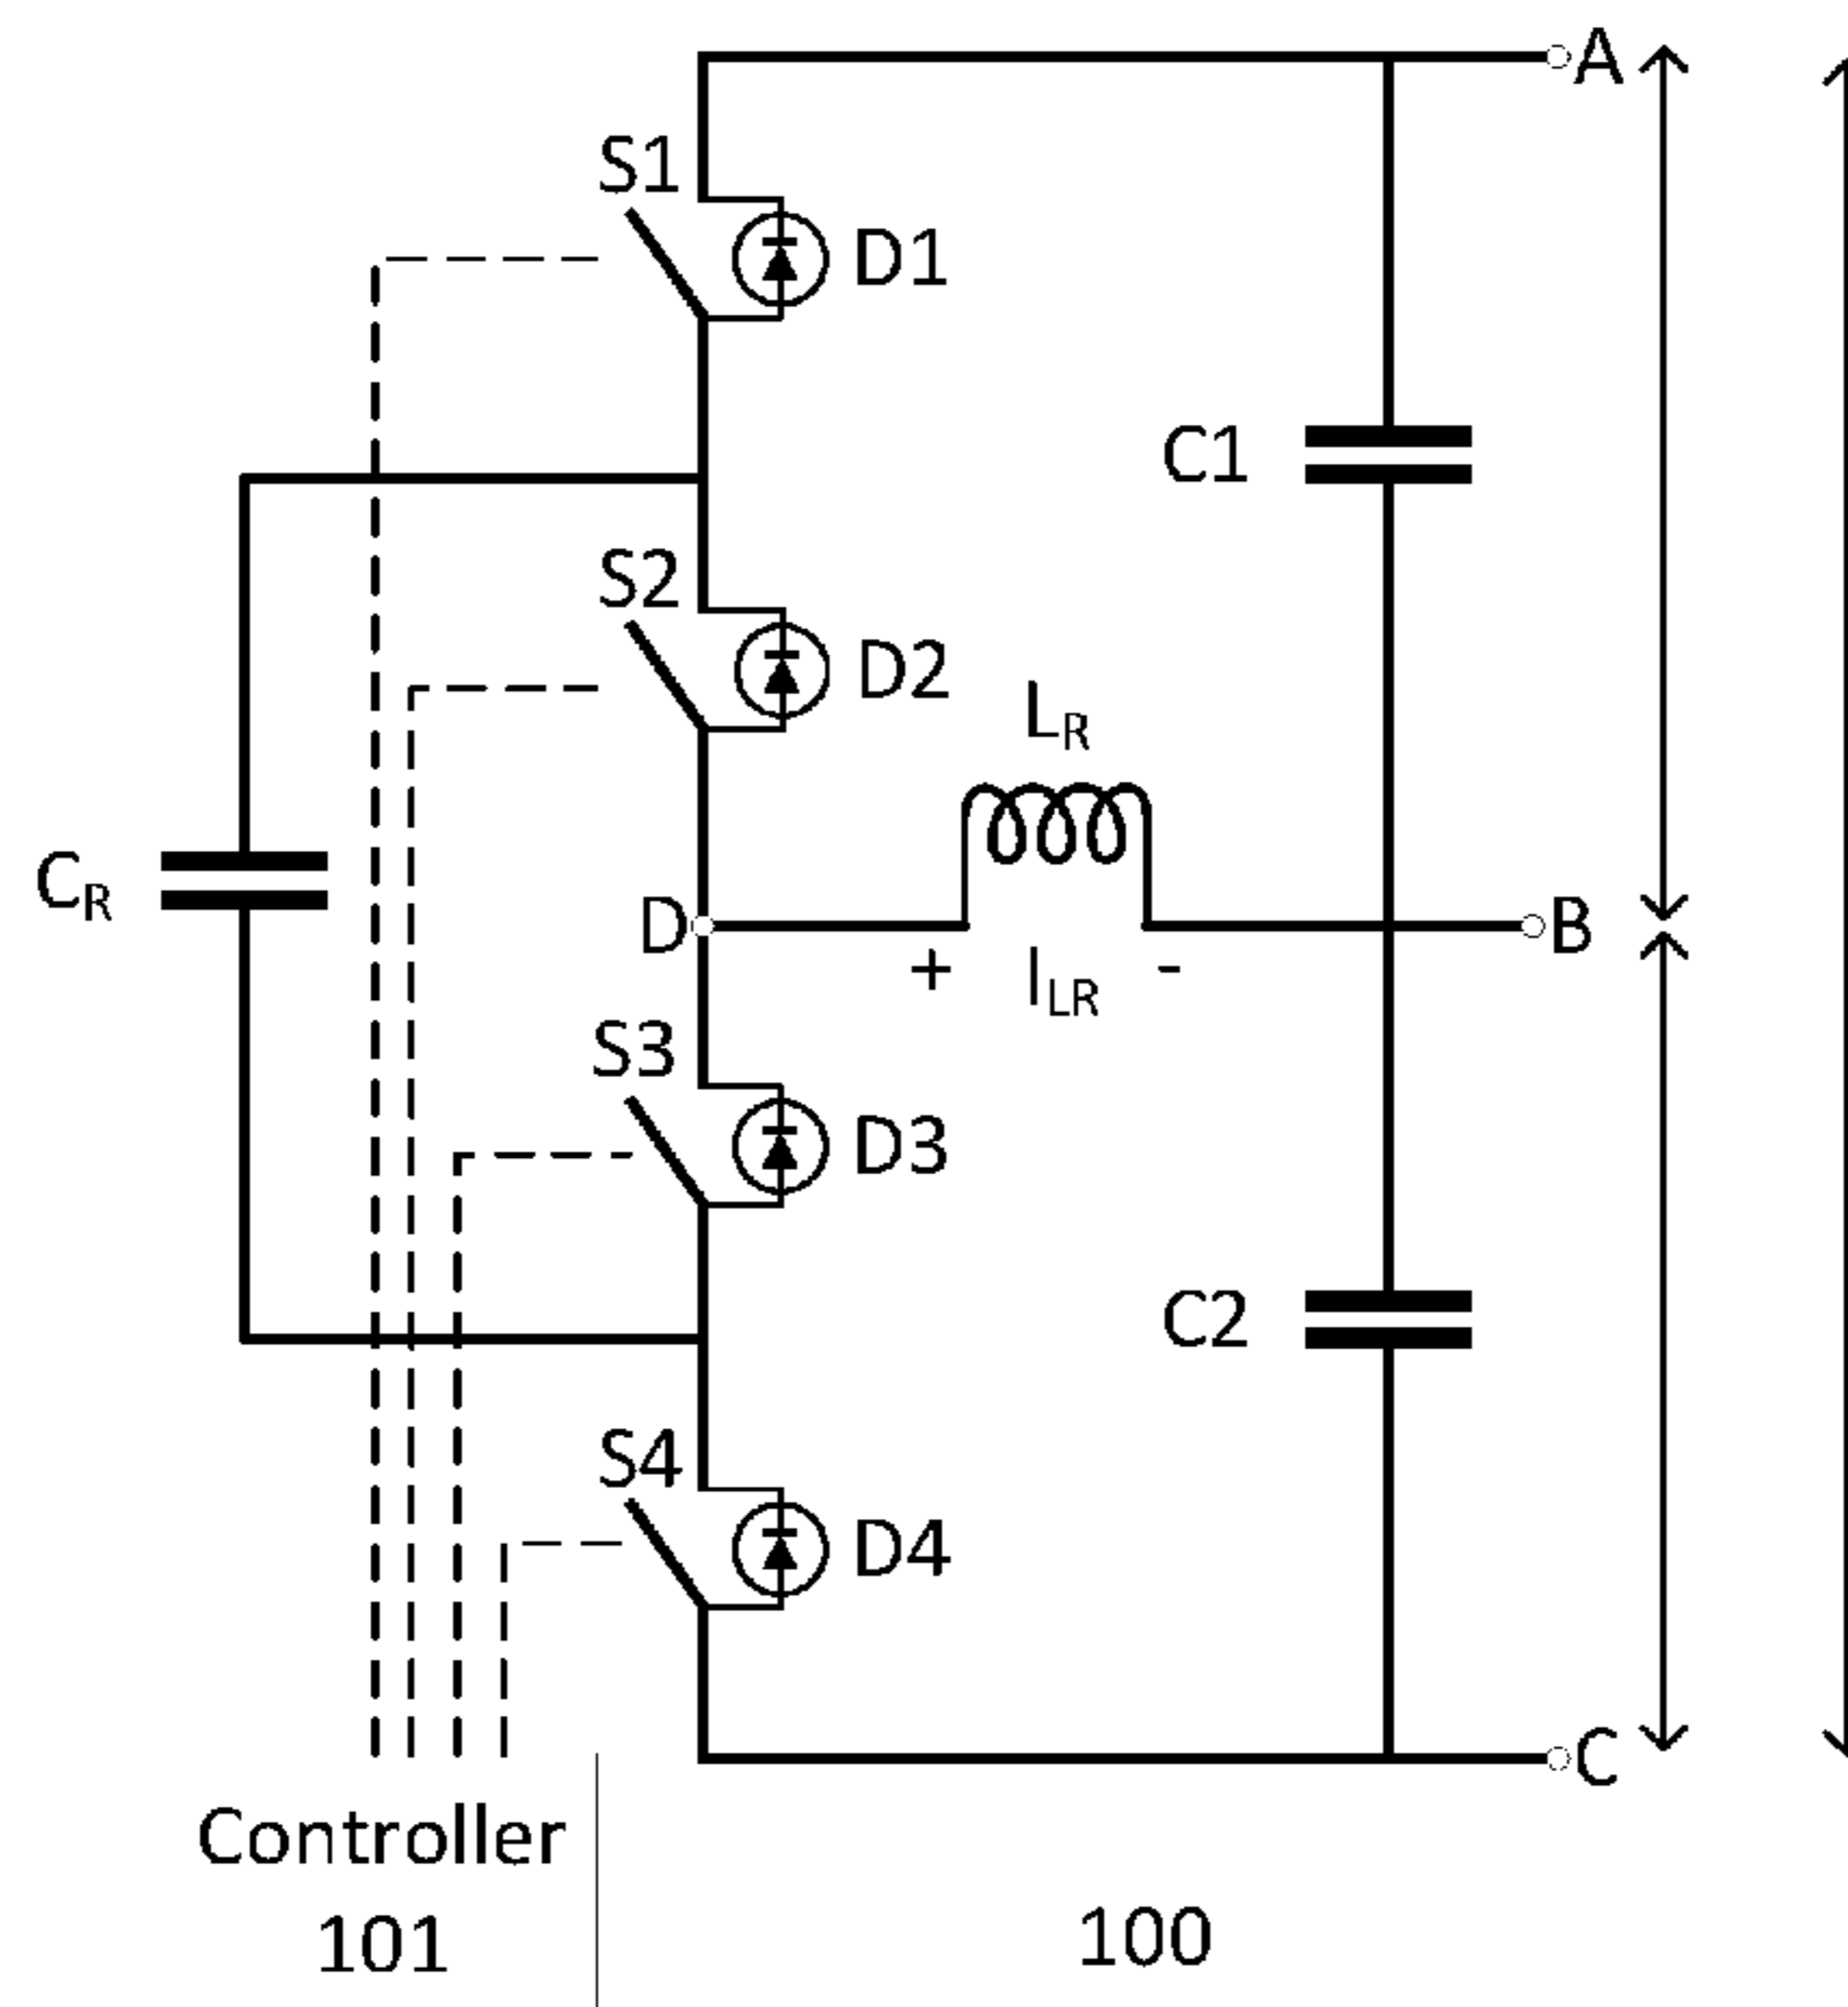 A
S1
D1
C1
S2
D2
LR
CR
D
B
+ ILR -
S3
D3
C2
S4
D4
C
Controller
101
100